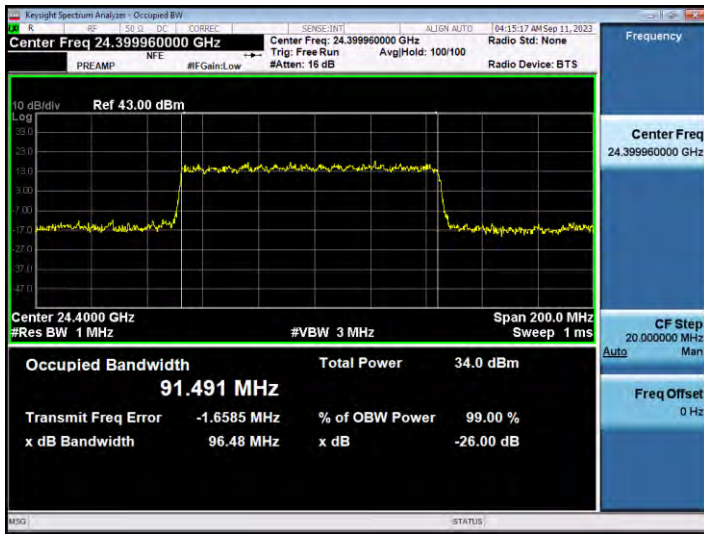 Keysight Spectrum Analyzer - Occupied BW
R RF 50 Ω DC CORREC SENSE:INT ALIGN AUTO 04:15:17 AM Sep 11, 2023
Center Freq 24.399960000 GHz Center Freq: 24.399960000 GHz Radio Std: None
NFE Trig: Free Run Avg|Hold: 100/100
PREAMP #IFGain:Low #Atten: 16 dB Radio Device: BTS
Frequency
10 dB/div Ref 43.00 dBm
Log
33.0
23.0
13.0
3.00
-7.00
-17.0
-27.0
-37.0
-47.0
Center 24.4000 GHz Span 200.0 MHz
#Res BW 1 MHz #VBW 3 MHz Sweep 1 ms
Occupied Bandwidth Total Power 34.0 dBm
91.491 MHz
Transmit Freq Error -1.6585 MHz % of OBW Power 99.00 %
x dB Bandwidth 96.48 MHz x dB -26.00 dB
Center Freq
24.399960000 GHz
CF Step
20.000000 MHz
Auto Man
Freq Offset
0 Hz
MSG STATUS